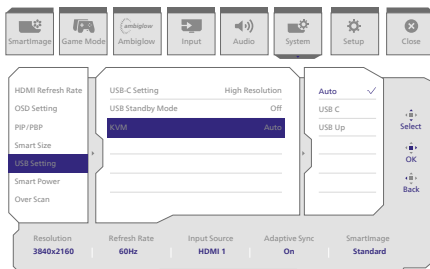 SmartImage
Game Mode
ambiglow
Ambiglow
Input
Audio
System
Setup
Close
HDMI Refresh Rate
OSD Setting
PIP/PBP
Smart Size
USB Setting
Smart Power
Over Scan
USB-C Setting High Resolution
USB Standby Mode Off
KVM Auto
Auto
USB C
USB Up
Select
OK
Back
Resolution Refresh Rate Input Source Adaptive Sync SmartImage
3840x2160 60Hz HDMI 1 On Standard